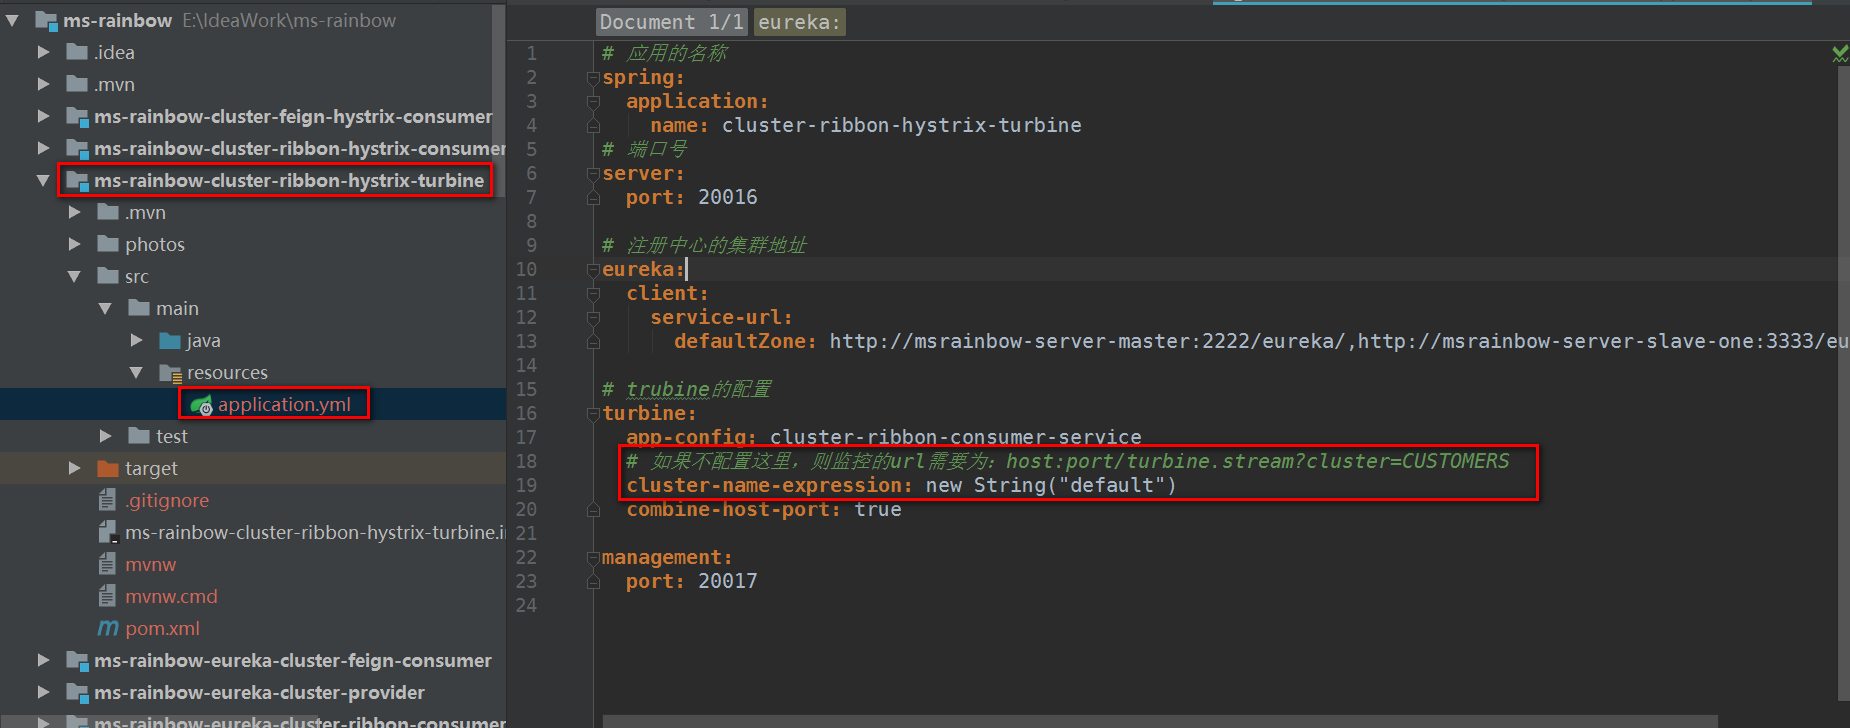 ms-rainbow E:\IdeaWork\ms-rainbow
.idea
.mvn
ms-rainbow-cluster-feign-hystrix-consumer
ms-rainbow-cluster-ribbon-hystrix-consumer
ms-rainbow-cluster-ribbon-hystrix-turbine
.mvn
photos
src
main
java
resources
application.yml
test
target
.gitignore
ms-rainbow-cluster-ribbon-hystrix-turbine.i
mvnw
mvnw.cmd
pom.xml
ms-rainbow-eureka-cluster-feign-consumer
ms-rainbow-eureka-cluster-provider
ms-rainbow-eureka-cluster-ribbon-consumer
Document 1/1 eureka:
1 # 应用的名称
2 spring:
3 application:
4 name: cluster-ribbon-hystrix-turbine
5 # 端口号
6 server:
7 port: 20016
8
9 # 注册中心的集群地址
10 eureka:
11 client:
12 service-url:
13 defaultZone: http://msrainbow-server-master:2222/eureka/,http://msrainbow-server-slave-one:3333/eu
14
15 # trubine的配置
16 turbine:
17 app-config: cluster-ribbon-consumer-service
18 # 如果不配置这里，则监控的url需要为：host:port/turbine.stream?cluster=CUSTOMERS
19 cluster-name-expression: new String("default")
20 combine-host-port: true
21
22 management:
23 port: 20017
24